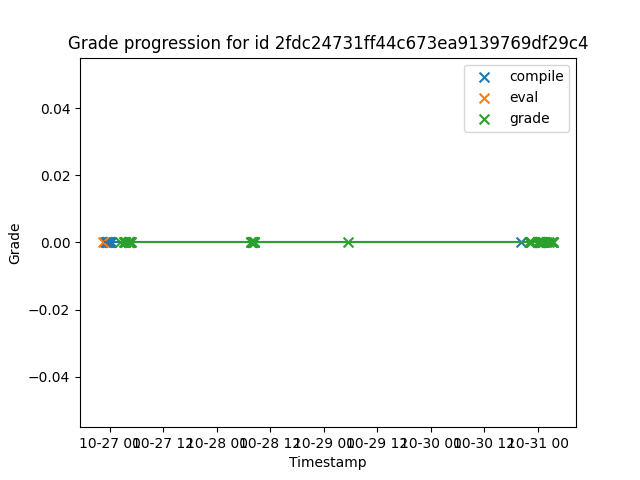 Grade progression for id 2fdc24731ff44c673ea9139769df29c4
compile
eval
grade
0.04
0.02
0.00
−0.02
−0.04
Grade
10-27 00
10-27 12
10-28 00
10-28 12
10-29 00
10-29 12
10-30 00
10-30 12
10-31 00
Timestamp